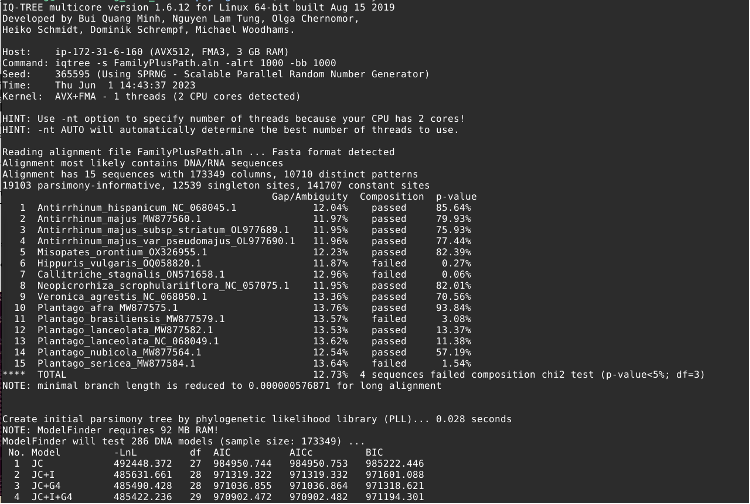 IQ-TREE multicore version 1.6.12 for Linux 64-bit built Aug 15 2019
Developed by Bui Quang Minh, Nguyen Lam Tung, Olga Chernomor,
Heiko Schmidt, Dominik Schrempf, Michael Woodhams.
Host:    ip-172-31-6-160 (AVX512, FMA3, 3 GB RAM)
Command: iqtree -s FamilyPlusPath.aln -alrt 1000 -bb 1000
Seed:    365595 (Using SPRNG - Scalable Parallel Random Number Generator)
Time:    Thu Jun  1 14:43:37 2023
Kernel:  AVX+FMA - 1 threads (2 CPU cores detected)
HINT: Use -nt option to specify number of threads because your CPU has 2 cores!
HINT: -nt AUTO will automatically determine the best number of threads to use.
Reading alignment file FamilyPlusPath.aln ... Fasta format detected
Alignment most likely contains DNA/RNA sequences
Alignment has 15 sequences with 173349 columns, 10710 distinct patterns
19103 parsimony-informative, 12539 singleton sites, 141707 constant sites
Gap/Ambiguity  Composition  p-value
1  Antirrhinum_hispanicum_NC_068045.1  12.04%  passed  85.64%
2  Antirrhinum_majus_MW877560.1  11.97%  passed  79.93%
3  Antirrhinum_majus_subsp_striatum_OL977689.1  11.95%  passed  75.93%
4  Antirrhinum_majus_var_pseudomajus_OL977690.1  11.96%  passed  77.44%
5  Misopates_orontium_OX326955.1  12.23%  passed  82.39%
6  Hippuris_vulgaris_OQ058820.1  11.87%  failed  0.27%
7  Callitriche_stagnalis_ON571658.1  12.96%  failed  0.06%
8  Neopicrorhiza_scrophulariiflora_NC_057075.1  11.95%  passed  82.01%
9  Veronica_agrestis_NC_068050.1  13.36%  passed  70.56%
10  Plantago_afra_MW877575.1  13.76%  passed  93.84%
11  Plantago_brasiliensis_MW877579.1  13.57%  failed  3.08%
12  Plantago_lanceolata_MW877582.1  13.53%  passed  13.37%
13  Plantago_lanceolata_NC_068049.1  13.62%  passed  11.38%
14  Plantago_nubicola_MW877564.1  12.54%  passed  57.19%
15  Plantago_sericea_MW877584.1  13.64%  failed  1.54%
****  TOTAL  12.73%  4 sequences failed composition chi2 test (p-value<5%; df=3)
NOTE: minimal branch length is reduced to 0.000000576871 for long alignment
Create initial parsimony tree by phylogenetic likelihood library (PLL)... 0.028 seconds
NOTE: ModelFinder requires 92 MB RAM!
ModelFinder will test 286 DNA models (sample size: 173349) ...
No. Model  -LnL  df  AIC  AICc  BIC
1  JC  492448.372  27  984950.744  984950.753  985222.446
2  JC+I  485631.661  28  971319.322  971319.332  971601.088
3  JC+G4  485490.428  28  971036.855  971036.864  971318.621
4  JC+I+G4  485422.236  29  970902.472  970902.482  971194.301